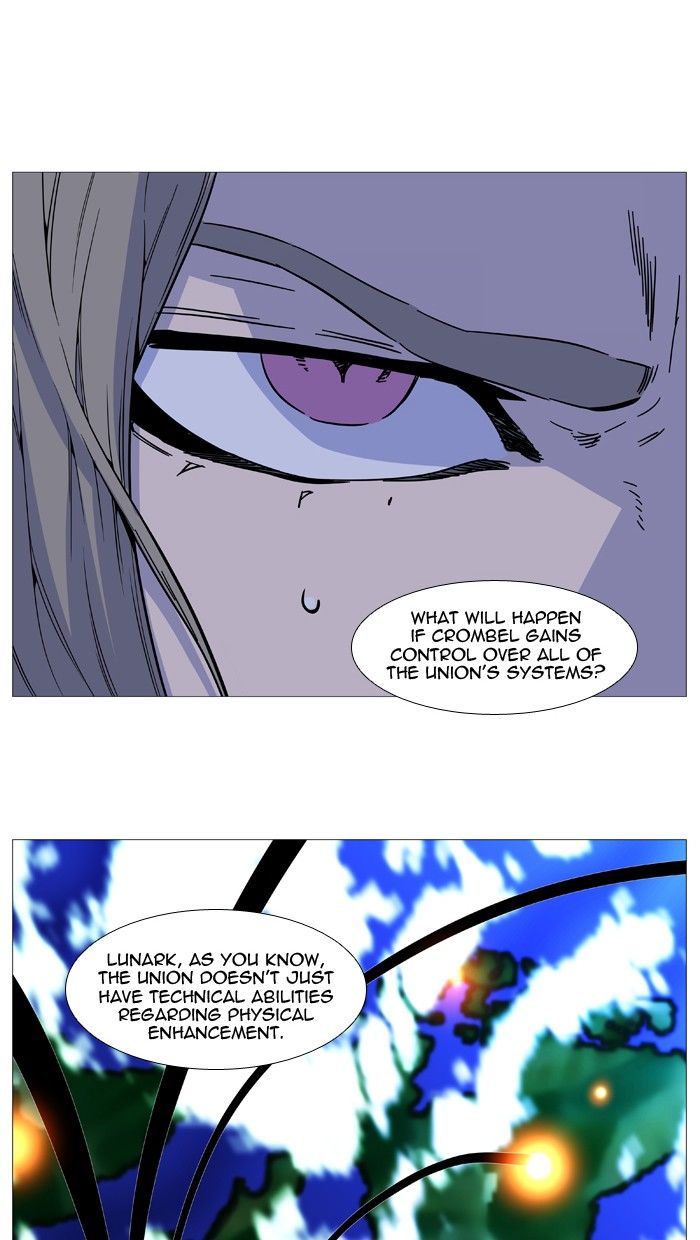 WHAT WILL HAPPEN
IF CROMBEL GAINS
CONTROL OVER ALL OF
THE UNION'S SYSTEMS?
LUNARK, AS YOU KNOW,
THE UNION DOESN'T JUST
HAVE TECHNICAL ABILITIES
REGARDING PHYSICAL
ENHANCEMENT.